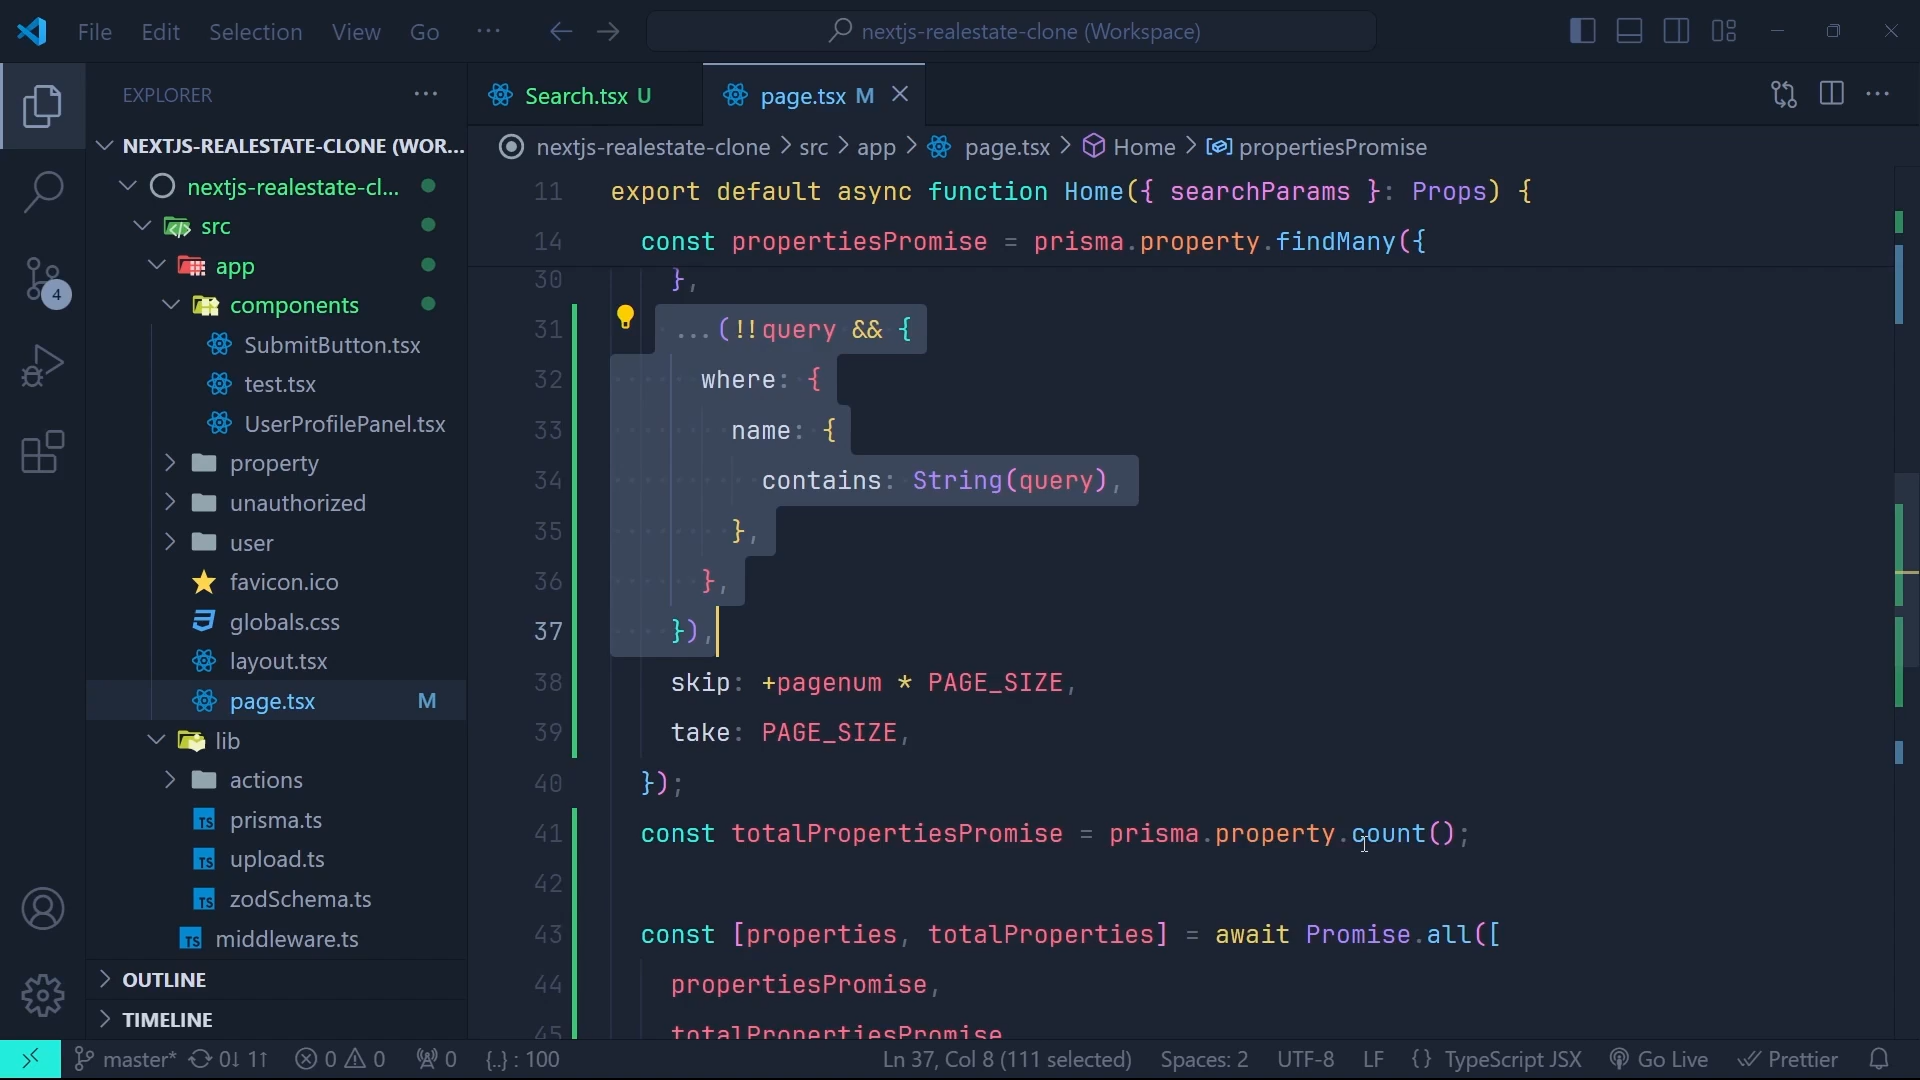 File Edit Selection View Go ··· nextjs-realestate-clone (Workspace)
EXPLORER ···
Search.tsx U
page.tsx M
NEXTJS-REALESTATE-CLONE (WOR...
nextjs-realestate-clone > src > app > page.tsx > Home > propertiesPromise
nextjs-realestate-cl...
src
app
components
SubmitButton.tsx
test.tsx
UserProfilePanel.tsx
property
unauthorized
user
favicon.ico
globals.css
layout.tsx
page.tsx M
lib
actions
prisma.ts
upload.ts
zodSchema.ts
middleware.ts
OUTLINE
TIMELINE
4
11 export default async function Home({ searchParams }: Props) {
14 const propertiesPromise = prisma.property.findMany({
30 },
31 ...(!!query && {
32 where: {
33 name: {
34 contains: String(query),
35 },
36 },
37 }),
38 skip: +pagenum * PAGE_SIZE,
39 take: PAGE_SIZE,
40 });
41 const totalPropertiesPromise = prisma.property.count();
42
43 const [properties, totalProperties] = await Promise.all([
44 propertiesPromise,
45 totalPropertiesPromise
master* 0↓ 1↑ 0 0 0 {..} : 100 Ln 37, Col 8 (111 selected) Spaces: 2 UTF-8 LF {} TypeScript JSX Go Live Prettier